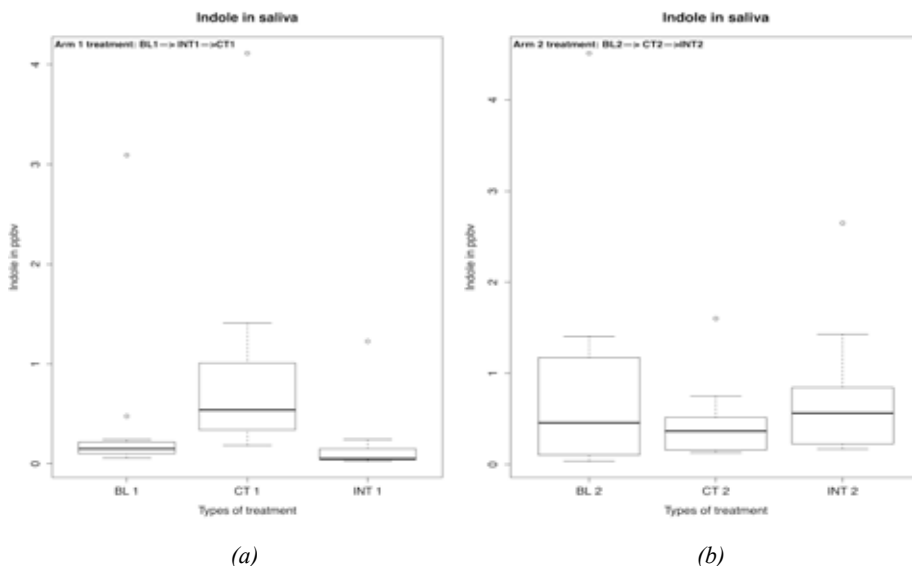 Indole in saliva
Arm 1 treatment: BL1—> INT1—>CT1
Indole in ppbv
4
3
2
1
0
BL 1 CT 1 INT 1
Types of treatment
(a)
Indole in saliva
Arm 2 treatment: BL2—> CT2—>INT2
Indole in ppbv
4
3
2
1
0
BL 2 CT 2 INT 2
Types of treatment
(b)